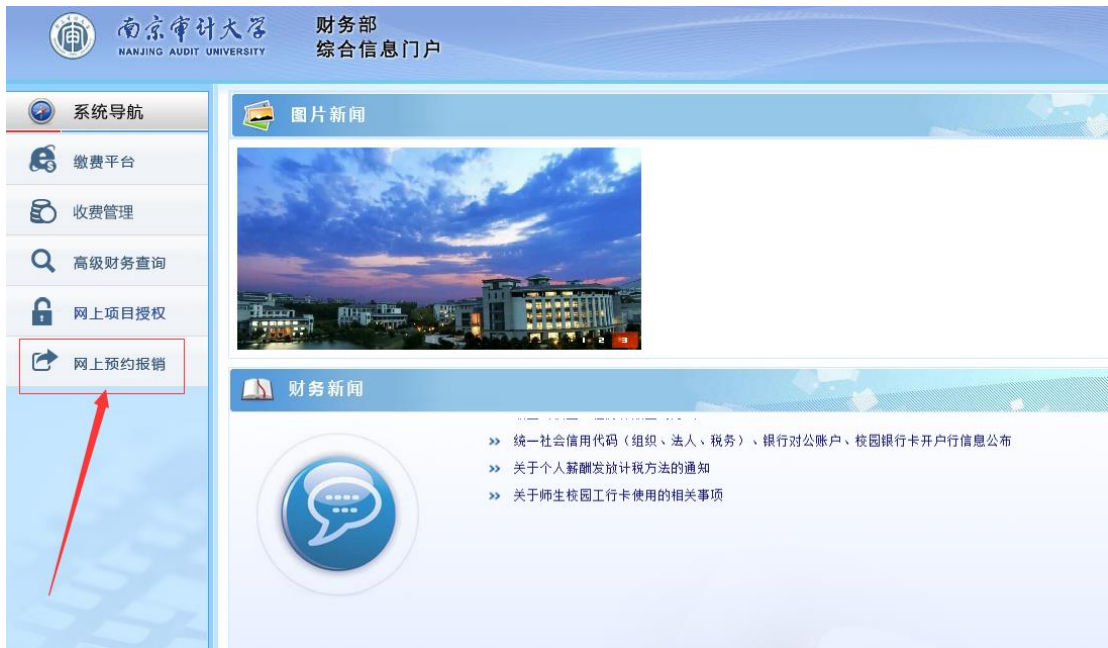 南京审计大学
NANJING AUDIT UNIVERSITY
财务部
综合信息门户
系统导航
缴费平台
收费管理
高级财务查询
网上项目授权
网上预约报销
图片新闻
1 2 3
财务新闻
>> 统一社会信用代码（组织、法人、税务）、银行对公账户、校园银行卡开户行信息公布
>> 关于个人薪酬发放计税方法的通知
>> 关于师生校园工行卡使用的相关事项